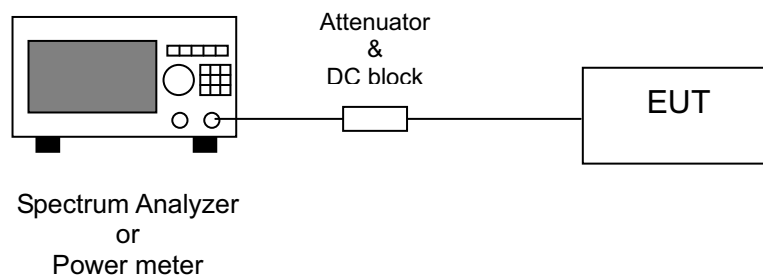 Attenuator
&
DC block
EUT
Spectrum Analyzer
or
Power meter